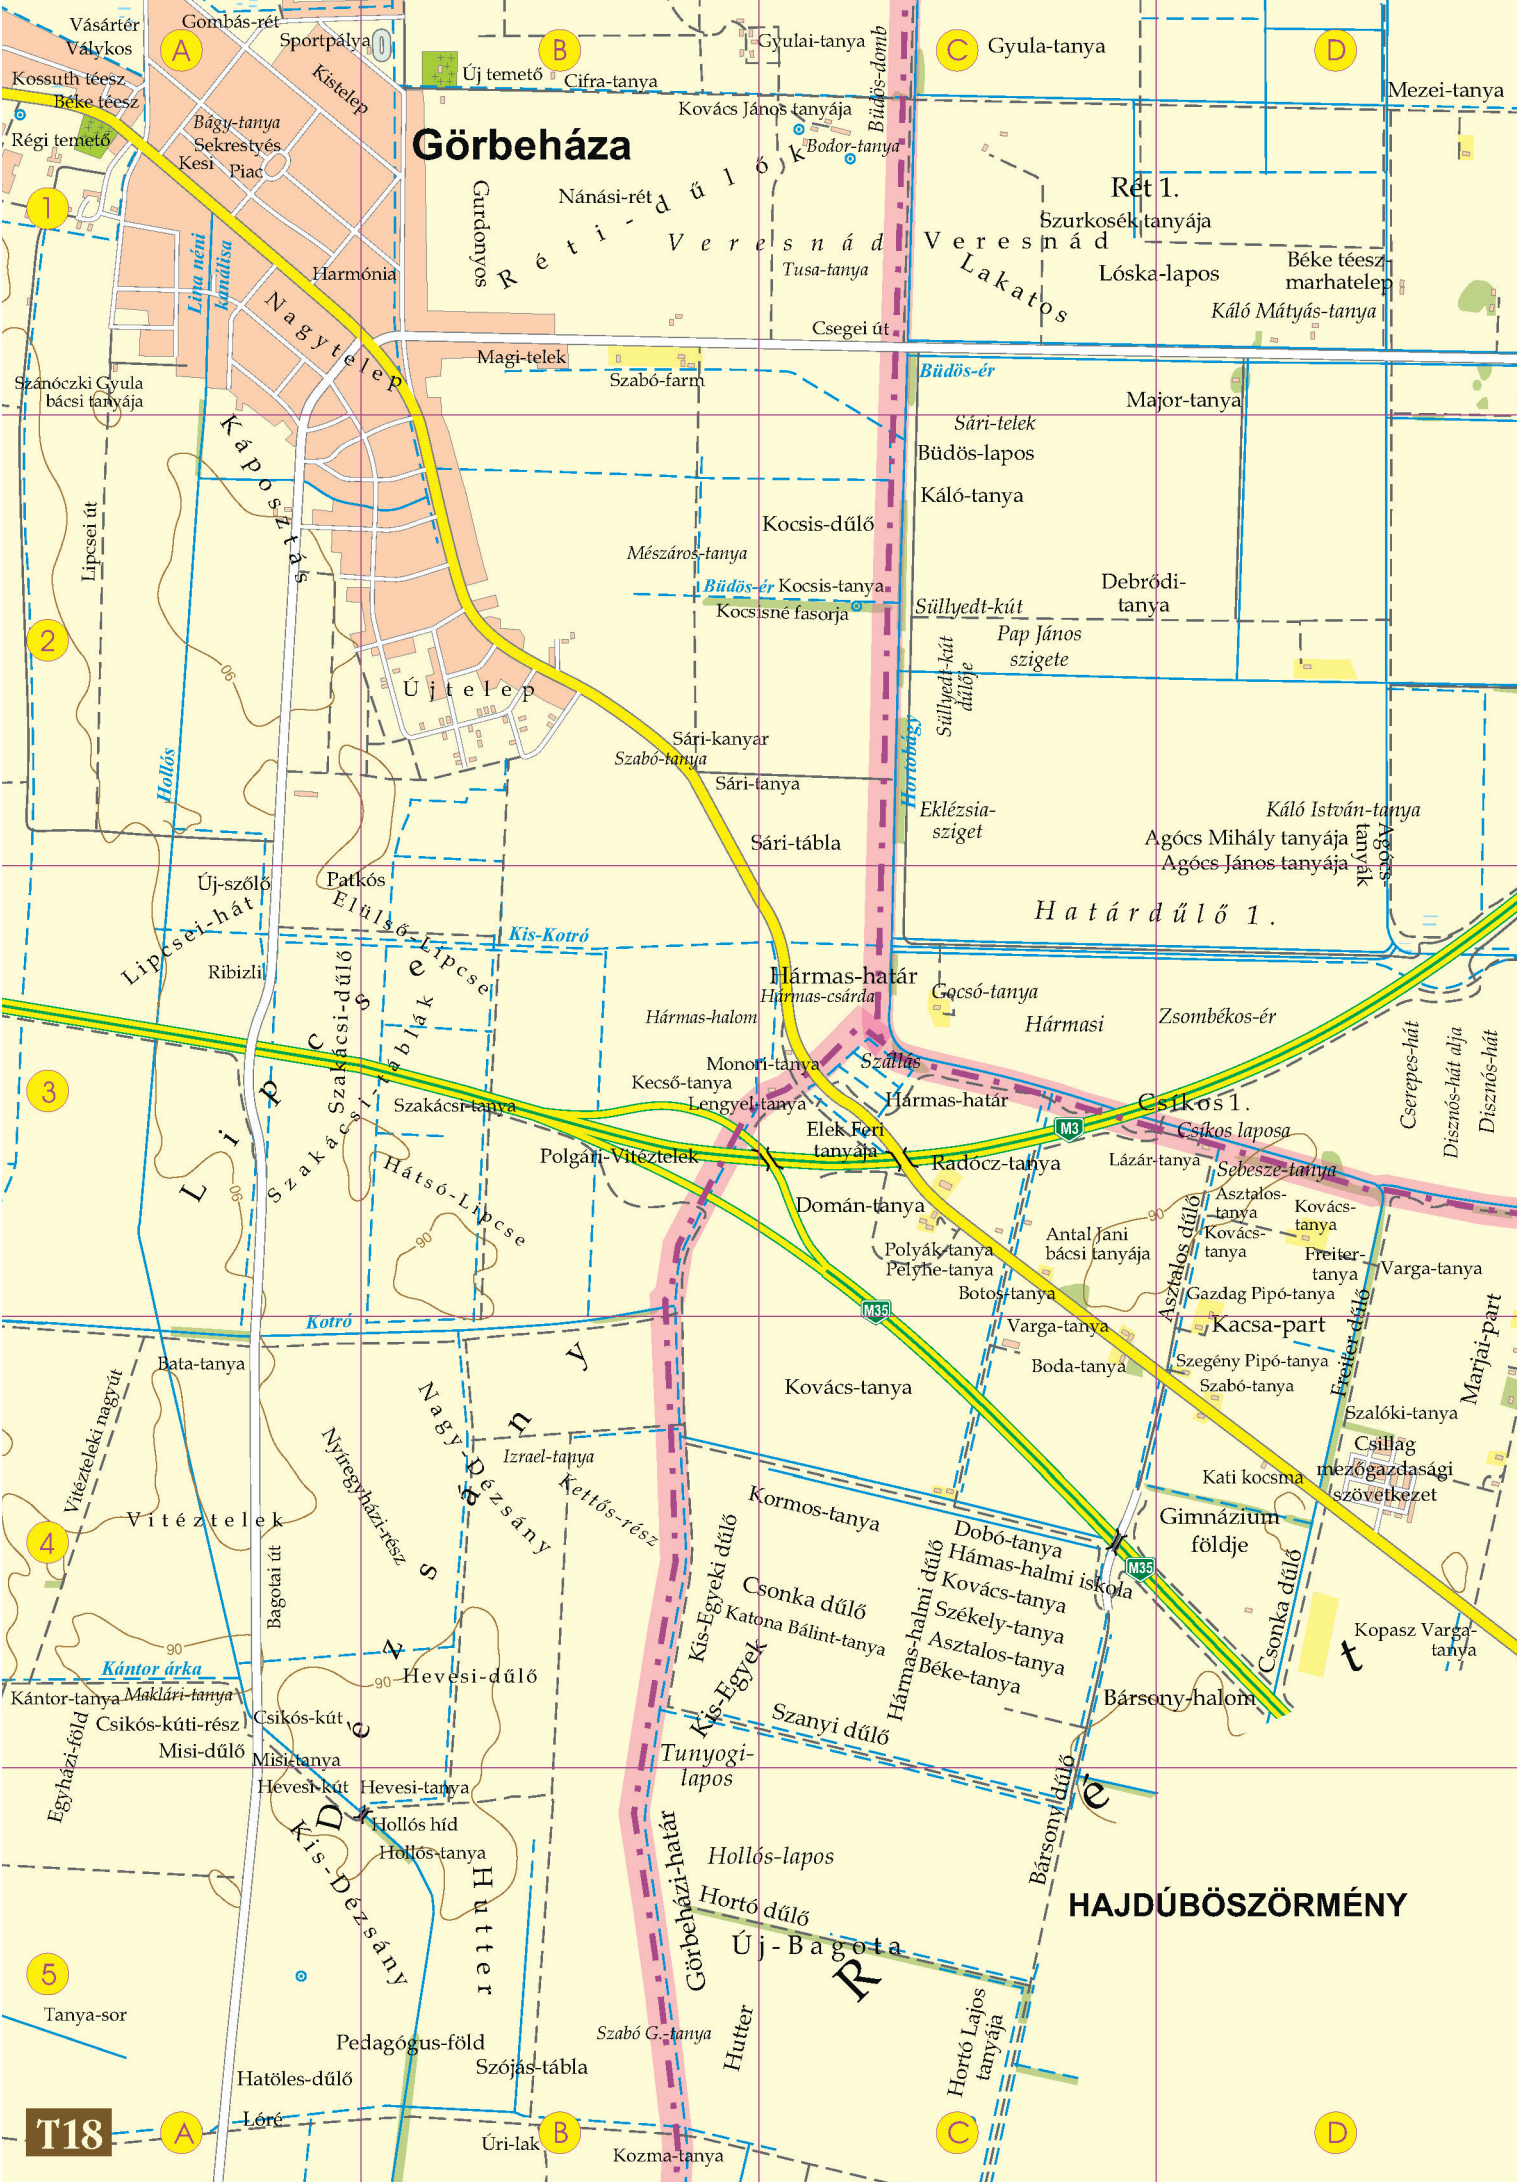 Vásártér
Válykos
A
Gombás-rét
Sportpálya
Kistelep
Kossuth téesz
Béke téesz
Régi temető
Bágy-tanya
Sekrestyés
Kesi
Piac
Új temető
B
Cifra-tanya
Gyulai-tanya
Büdös-domb
C
Gyula-tanya
D
Mezei-tanya
Kovács János tanyája
Bodor-tanya
Görbeháza
Gurdonyos
Nánási-rét
Réti-dűlők
Veresnád
Veresnád
Tusa-tanya
Rét 1.
Szurkosék tanyája
Lakatos
Lóska-lapos
Béke téesz-
marhatelep
Káló Mátyás-tanya
1
Lina néni
kanálisa
Harmónia
Nagytelep
Csegei út
Magi-telek
Szabó-farm
Büdös-ér
Major-tanya
Szánóczki Gyula
bácsi tanyája
Káposztás
Sári-telek
Büdös-lapos
Káló-tanya
Lipcsei út
Kocsis-dűlő
Mészáros-tanya
Büdös-ér
Kocsis-tanya
Kocsisné fasorja
Süllyedt-kút
Debrődi-
tanya
Pap János
szigete
Süllyedt-kút
dűlője
2
90
Újtelep
Hollós
Sári-kanyar
Szabó-tanya
Sári-tanya
Hortobágy
Sári-tábla
Eklézsia-
sziget
Káló István-tanya
Agócs Mihály tanyája
Agócs János tanyája
Agócs-
tanyák
Új-szőlő
Patkós
Lipcsei-hát
Elülső-Lipcse
Ribizli
Szakácsi-dűlő
Szakácsi-táblák
Kis-Kotró
Határdűlő 1.
Hármas-határ
Hármas-csárda
Hármas-halom
Gocsó-tanya
Hármasi
Zsombékos-ér
Cserepes-hát
Disznós-hát alja
Disznós-hát
3
Monori-tanya
Kecső-tanya
Lengyel-tanya
Szállás
Hármas-határ
Szakácsi-tanya
Elek Feri
tanyája
M3
Csíkos 1.
Csíkos laposa
Polgári-Vitéztelek
Radócz-tanya
Lázár-tanya
Sebesze-tanya
Hátsó-Lipcse
90
90
Domán-tanya
Asztalos-
tanya
Kovács-
tanya
Kovács-
tanya
Polyák-tanya
Pelyhe-tanya
Antal Jani
bácsi tanyája
90
Asztalos dűlő
Freiter-
tanya
Varga-tanya
Botos-tanya
Gazdag Pipó-tanya
M35
Kotró
Varga-tanya
Kacsa-part
Freiter dűlő
Marjai-part
Bata-tanya
Boda-tanya
Szegény Pipó-tanya
Szabó-tanya
Kovács-tanya
Vitézteleki nagyút
Nyíregyházi-rész
Nagy-Dézsány
Izrael-tanya
Kettős-rész
Szalóki-tanya
Csillag
mezőgazdasági
szövetkezet
Kati kocsma
Kormos-tanya
Vitéztelek
4
Kis-Egyeki dűlő
Dobó-tanya
Hámas-halmi iskola
Kovács-tanya
Székely-tanya
Asztalos-tanya
Béke-tanya
Gimnázium
földje
M35
Bagotai út
Csonka dűlő
Katona Bálint-tanya
Hármas-halmi dűlő
Csonka dűlő
Kopasz Varga-
tanya
90
Kántor árka
90
Hevesi-dűlő
Kis-Egyek
Kántor-tanya
Maklári-tanya
Csikós-kúti-rész
Csikós-kút
Misi-dűlő
Misi-tanya
Egyházi-föld
Szanyi dűlő
Bársony-halom
Tunyogi-
lapos
Hevesi-kút
Hevesi-tanya
Bársony dűlő
Hollós híd
Hollós-tanya
Lipcse
Dézsány
Rét
Kis-Dézsány
Hutter
Görbeházi-határ
Hollós-lapos
Hortó dűlő
Új-Bagota
HAJDÚBÖSZÖRMÉNY
5
Tanya-sor
Pedagógus-föld
Szabó G.-tanya
Hutter
Hortó Lajos
tanyája
Hatöles-dűlő
Szójás-tábla
Lóré
T18
A
Úri-lak
B
Kozma-tanya
C
D